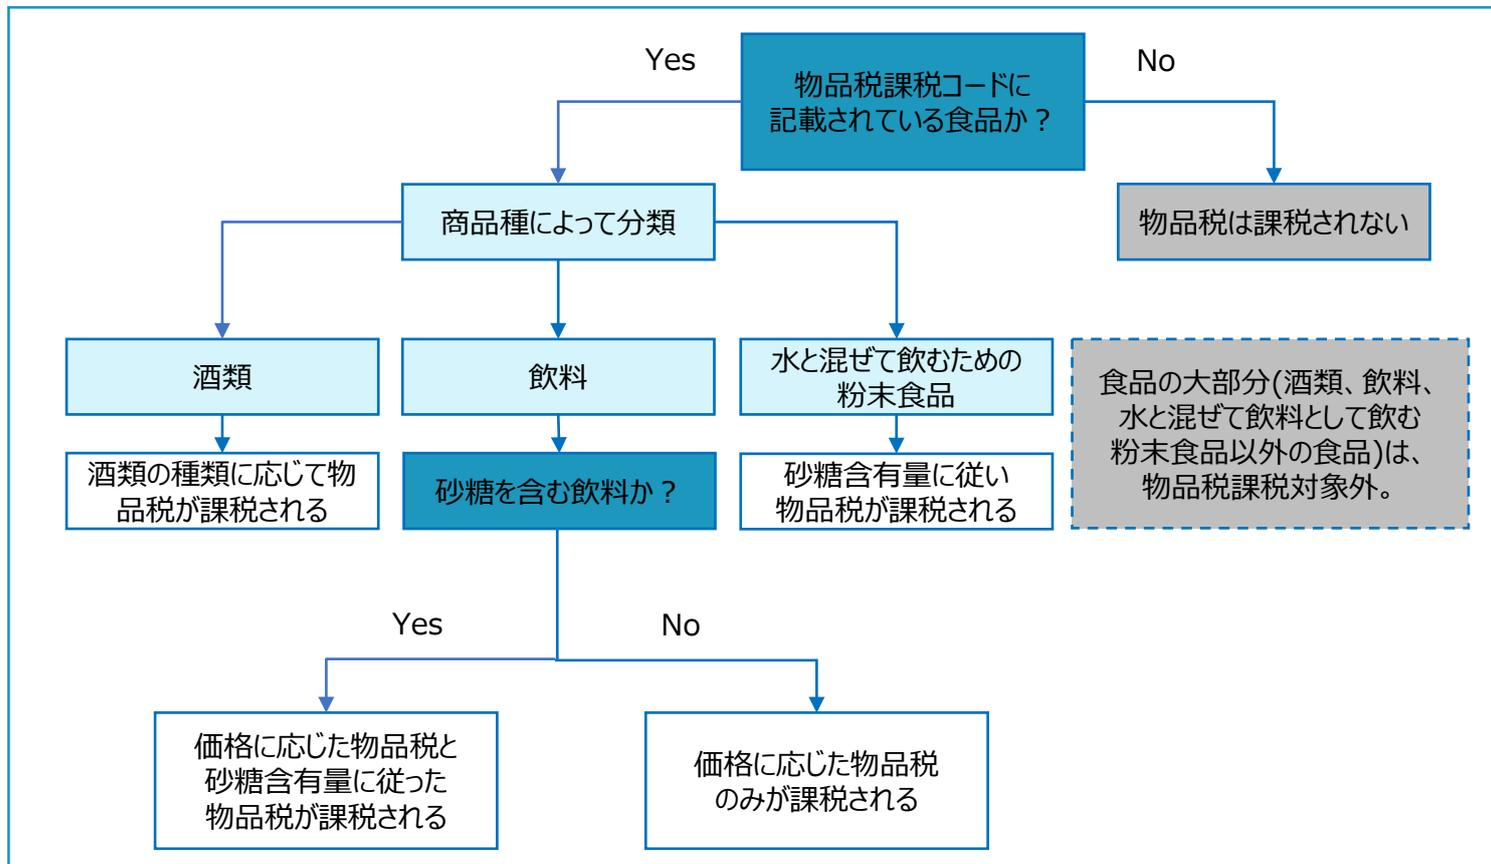 Yes
物品税課税コードに
記載されている食品か？
No
商品種によって分類
物品税は課税されない
酒類
飲料
水と混ぜて飲むための
粉末食品
食品の大部分(酒類、飲料、
水と混ぜて飲料として飲む
粉末食品以外の食品)は、
物品税課税対象外。
酒類の種類に応じて物
品税が課税される
砂糖を含む飲料か？
砂糖含有量に従い
物品税が課税される
Yes
No
価格に応じた物品税と
砂糖含有量に従った
物品税が課税される
価格に応じた物品税
のみが課税される